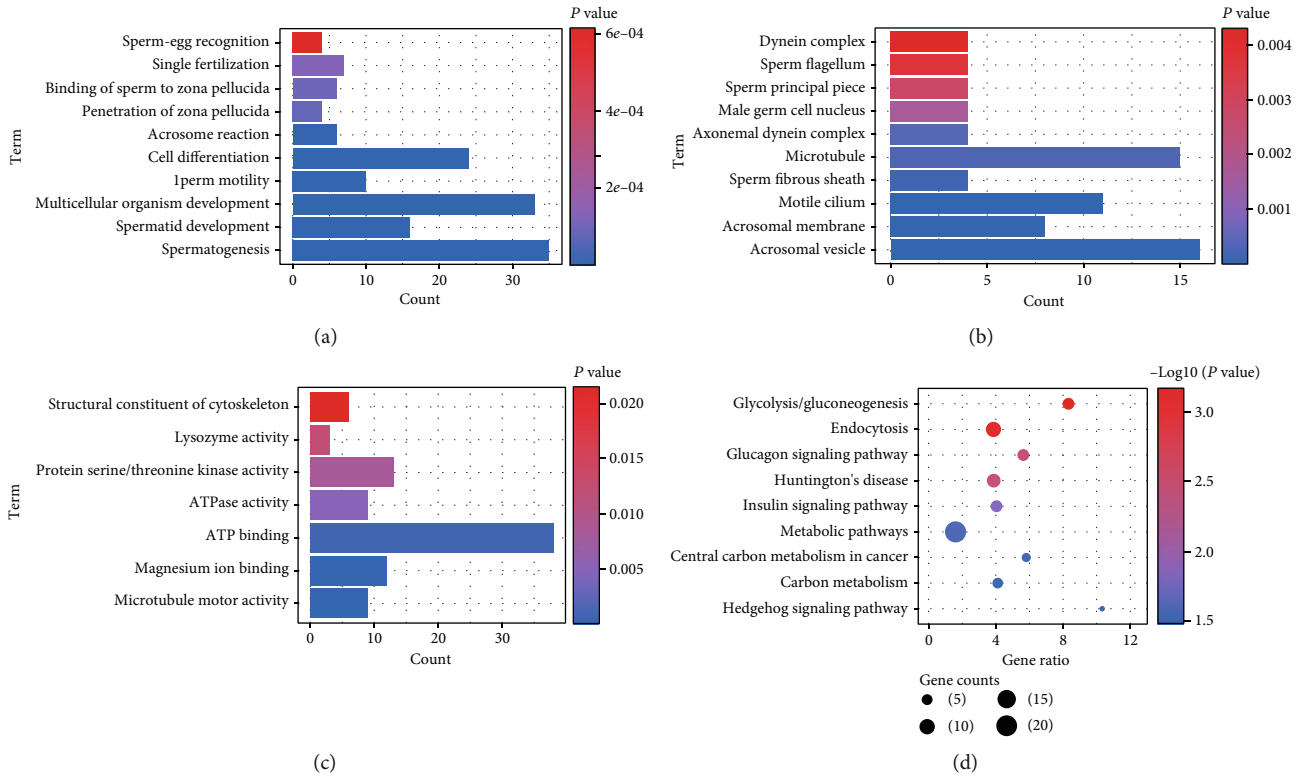 P value
Sperm-egg recognition
Single fertilization
Binding of sperm to zona pellucida
Penetration of zona pellucida
Acrosome reaction
Cell differentiation
1perm motility
Multicellular organism development
Spermatid development
Spermatogenesis
Term
0 10 20 30
Count
6e–04
4e–04
2e–04
(a)
P value
Dynein complex
Sperm flagellum
Sperm principal piece
Male germ cell nucleus
Axonemal dynein complex
Microtubule
Sperm fibrous sheath
Motile cilium
Acrosomal membrane
Acrosomal vesicle
Term
0 5 10 15
Count
0.004
0.003
0.002
0.001
(b)
P value
Structural constituent of cytoskeleton
Lysozyme activity
Protein serine/threonine kinase activity
ATPase activity
ATP binding
Magnesium ion binding
Microtubule motor activity
Term
0 10 20 30
Count
0.020
0.015
0.010
0.005
(c)
–Log10 (P value)
Glycolysis/gluconeogenesis
Endocytosis
Glucagon signaling pathway
Huntington's disease
Insulin signaling pathway
Metabolic pathways
Central carbon metabolism in cancer
Carbon metabolism
Hedgehog signaling pathway
0 4 8 12
Gene ratio
3.0
2.5
2.0
1.5
Gene counts
(5) (15)
(10) (20)
(d)